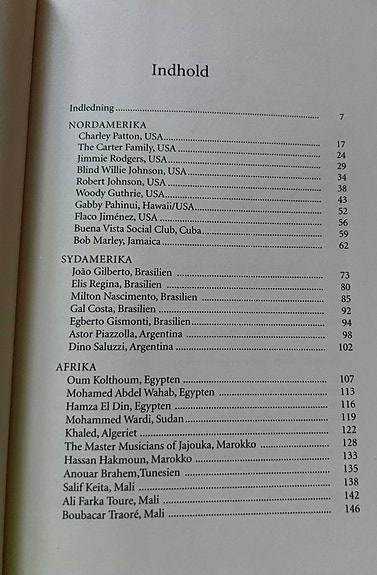 Indhold
Indledning 7
NORDAMERIKA
Charley Patton, USA 17
The Carter Family, USA 24
Jimmie Rodgers, USA 29
Blind Willie Johnson, USA 34
Robert Johnson, USA 38
Woody Guthrie, USA 43
Gabby Pahinui, Hawaii/USA 52
Flaco Jiménez, USA 56
Buena Vista Social Club, Cuba 59
Bob Marley, Jamaica 62
SYDAMERIKA
João Gilberto, Brasilien 73
Elis Regina, Brasilien 80
Milton Nascimento, Brasilien 85
Gal Costa, Brasilien 92
Egberto Gismonti, Brasilien 94
Astor Piazzolla, Argentina 98
Dino Saluzzi, Argentina 102
AFRIKA
Oum Kolthoum, Egypten 107
Mohamed Abdel Wahab, Egypten 113
Hamza El Din, Egypten 116
Mohammed Wardi, Sudan 119
Khaled, Algeriet 122
The Master Musicians of Jajouka, Marokko 128
Hassan Hakmoun, Marokko 133
Anouar Brahem,Tunesien 135
Salif Keita, Mali 138
Ali Farka Toure, Mali 142
Boubacar Traoré, Mali 146